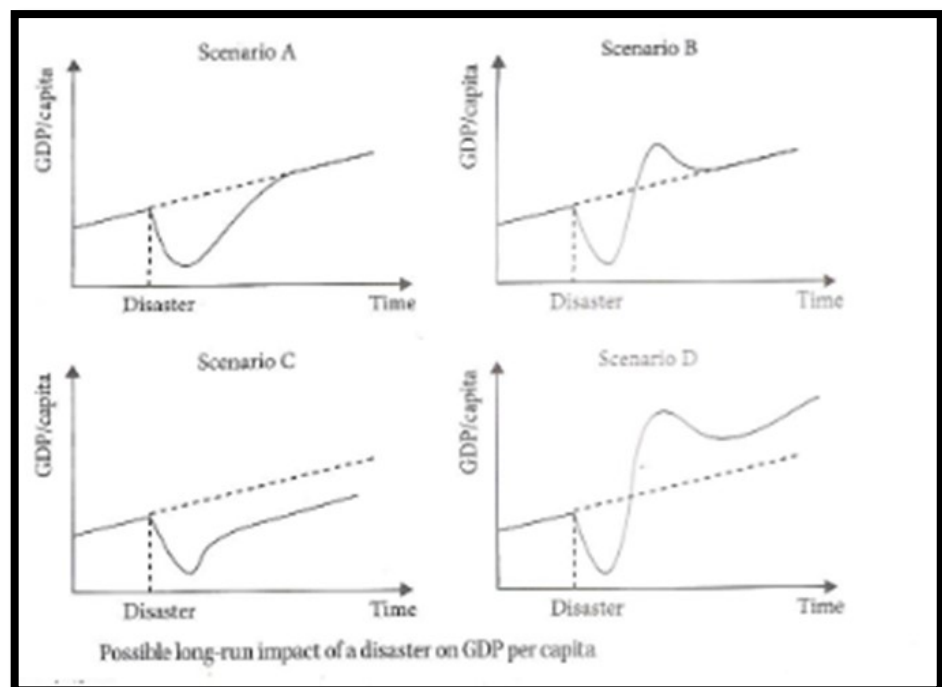 Scenario A
GDP/capita
Disaster
Time
Scenario B
GDP/capita
Disaster
Time
Scenario C
GDP/capita
Disaster
Time
Scenario D
GDP/capita
Disaster
Time
Possible long-run impact of a disaster on GDP per capita